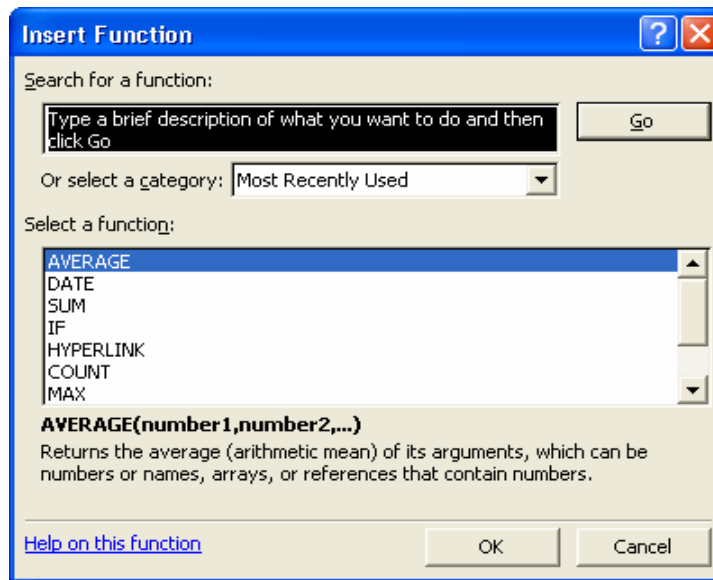 Insert Function
Search for a function:
Type a brief description of what you want to do and then
click Go
Go
Or select a category: Most Recently Used
Select a function:
AVERAGE
DATE
SUM
IF
HYPERLINK
COUNT
MAX
AVERAGE(number1,number2,...)
Returns the average (arithmetic mean) of its arguments, which can be
numbers or names, arrays, or references that contain numbers.
Help on this function
OK
Cancel